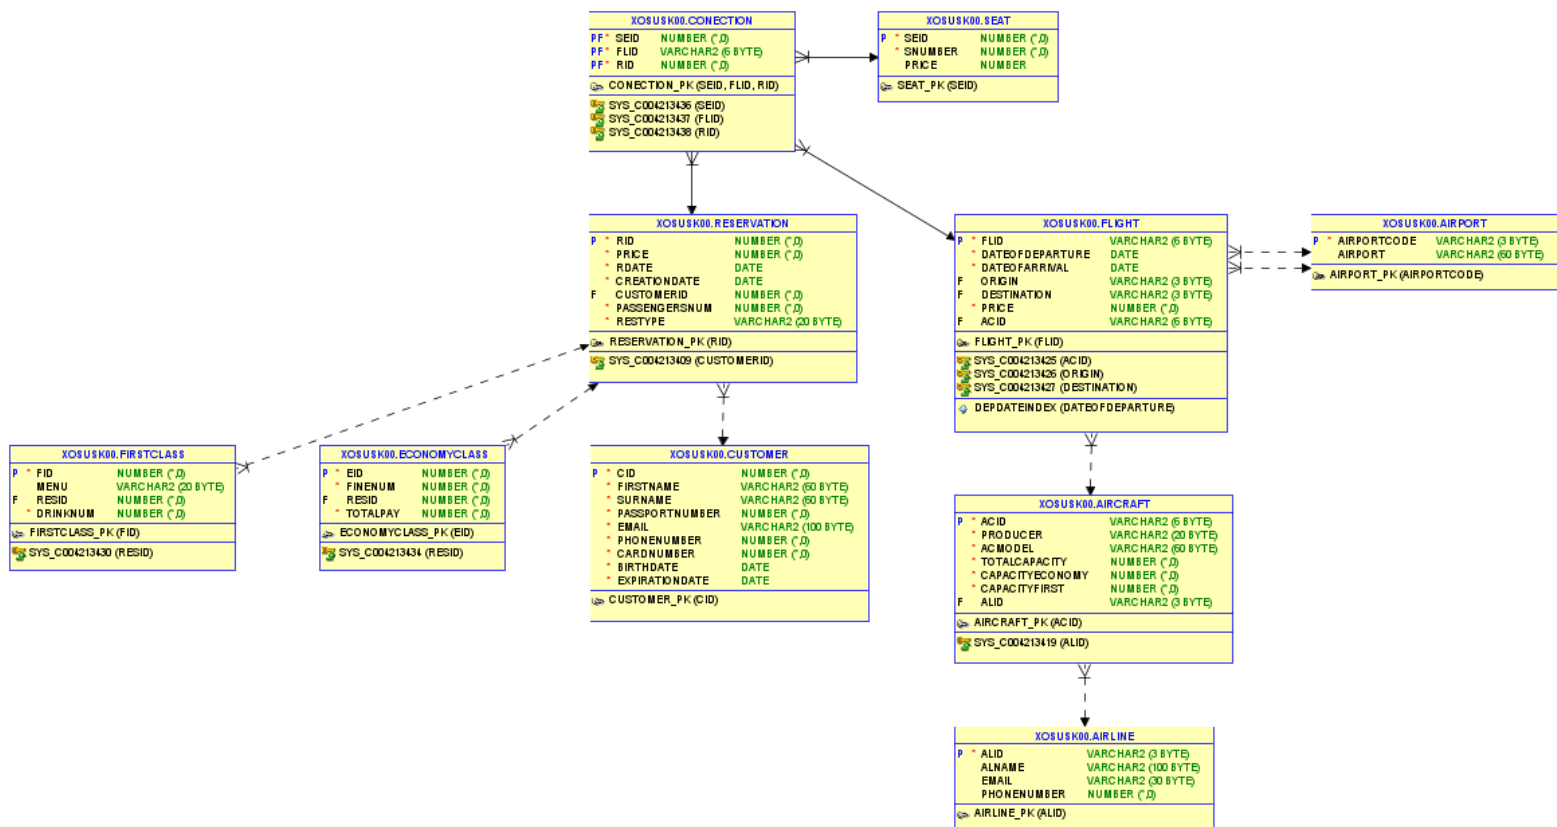 XOSUSK00.CONECTION
PF* SEID NUMBER (*,0)
PF* FLID VARCHAR2 (6 BYTE)
PF* RID NUMBER (*,0)
CONECTION_PK (SEID, FLID, RID)
SYS_C004213436 (SEID)
SYS_C004213437 (FLID)
SYS_C004213438 (RID)
XOSUSK00.SEAT
P * SEID NUMBER (*,0)
* SNUMBER NUMBER (*,0)
PRICE NUMBER
SEAT_PK (SEID)
XOSUSK00.RESERVATION
P * RID NUMBER (*,0)
* PRICE NUMBER (*,0)
* RDATE DATE
* CREATIONDATE DATE
F CUSTOMERID NUMBER (*,0)
* PASSENGERSNUM NUMBER (*,0)
* RESTYPE VARCHAR2 (20 BYTE)
RESERVATION_PK (RID)
SYS_C004213409 (CUSTOMERID)
XOSUSK00.FLIGHT
P * FLID VARCHAR2 (6 BYTE)
* DATEOFDEPARTURE DATE
* DATEOFARRIVAL DATE
F ORIGIN VARCHAR2 (3 BYTE)
F DESTINATION VARCHAR2 (3 BYTE)
* PRICE NUMBER (*,0)
F ACID VARCHAR2 (6 BYTE)
FLIGHT_PK (FLID)
SYS_C004213425 (ACID)
SYS_C004213426 (ORIGIN)
SYS_C004213427 (DESTINATION)
DEPDATEINDEX (DATEOFDEPARTURE)
XOSUSK00.AIRPORT
P * AIRPORTCODE VARCHAR2 (3 BYTE)
AIRPORT VARCHAR2 (60 BYTE)
AIRPORT_PK (AIRPORTCODE)
XOSUSK00.FIRSTCLASS
P * FID NUMBER (*,0)
MENU VARCHAR2 (20 BYTE)
F RESID NUMBER (*,0)
* DRINKNUM NUMBER (*,0)
FIRSTCLASS_PK (FID)
SYS_C004213430 (RESID)
XOSUSK00.ECONOMYCLASS
P * EID NUMBER (*,0)
* FINENUM NUMBER (*,0)
F RESID NUMBER (*,0)
* TOTALPAY NUMBER (*,0)
ECONOMYCLASS_PK (EID)
SYS_C004213434 (RESID)
XOSUSK00.CUSTOMER
P * CID NUMBER (*,0)
* FIRSTNAME VARCHAR2 (60 BYTE)
* SURNAME VARCHAR2 (60 BYTE)
* PASSPORTNUMBER NUMBER (*,0)
* EMAIL VARCHAR2 (100 BYTE)
* PHONENUMBER NUMBER (*,0)
* CARDNUMBER NUMBER (*,0)
* BIRTHDATE DATE
* EXPIRATIONDATE DATE
CUSTOMER_PK (CID)
XOSUSK00.AIRCRAFT
P * ACID VARCHAR2 (6 BYTE)
* PRODUCER VARCHAR2 (20 BYTE)
* ACMODEL VARCHAR2 (60 BYTE)
* TOTALCAPACITY NUMBER (*,0)
* CAPACITYECONOMY NUMBER (*,0)
* CAPACITYFIRST NUMBER (*,0)
F ALID VARCHAR2 (3 BYTE)
AIRCRAFT_PK (ACID)
SYS_C004213419 (ALID)
XOSUSK00.AIRLINE
P * ALID VARCHAR2 (3 BYTE)
ALNAME VARCHAR2 (100 BYTE)
EMAIL VARCHAR2 (30 BYTE)
PHONENUMBER NUMBER (*,0)
AIRLINE_PK (ALID)